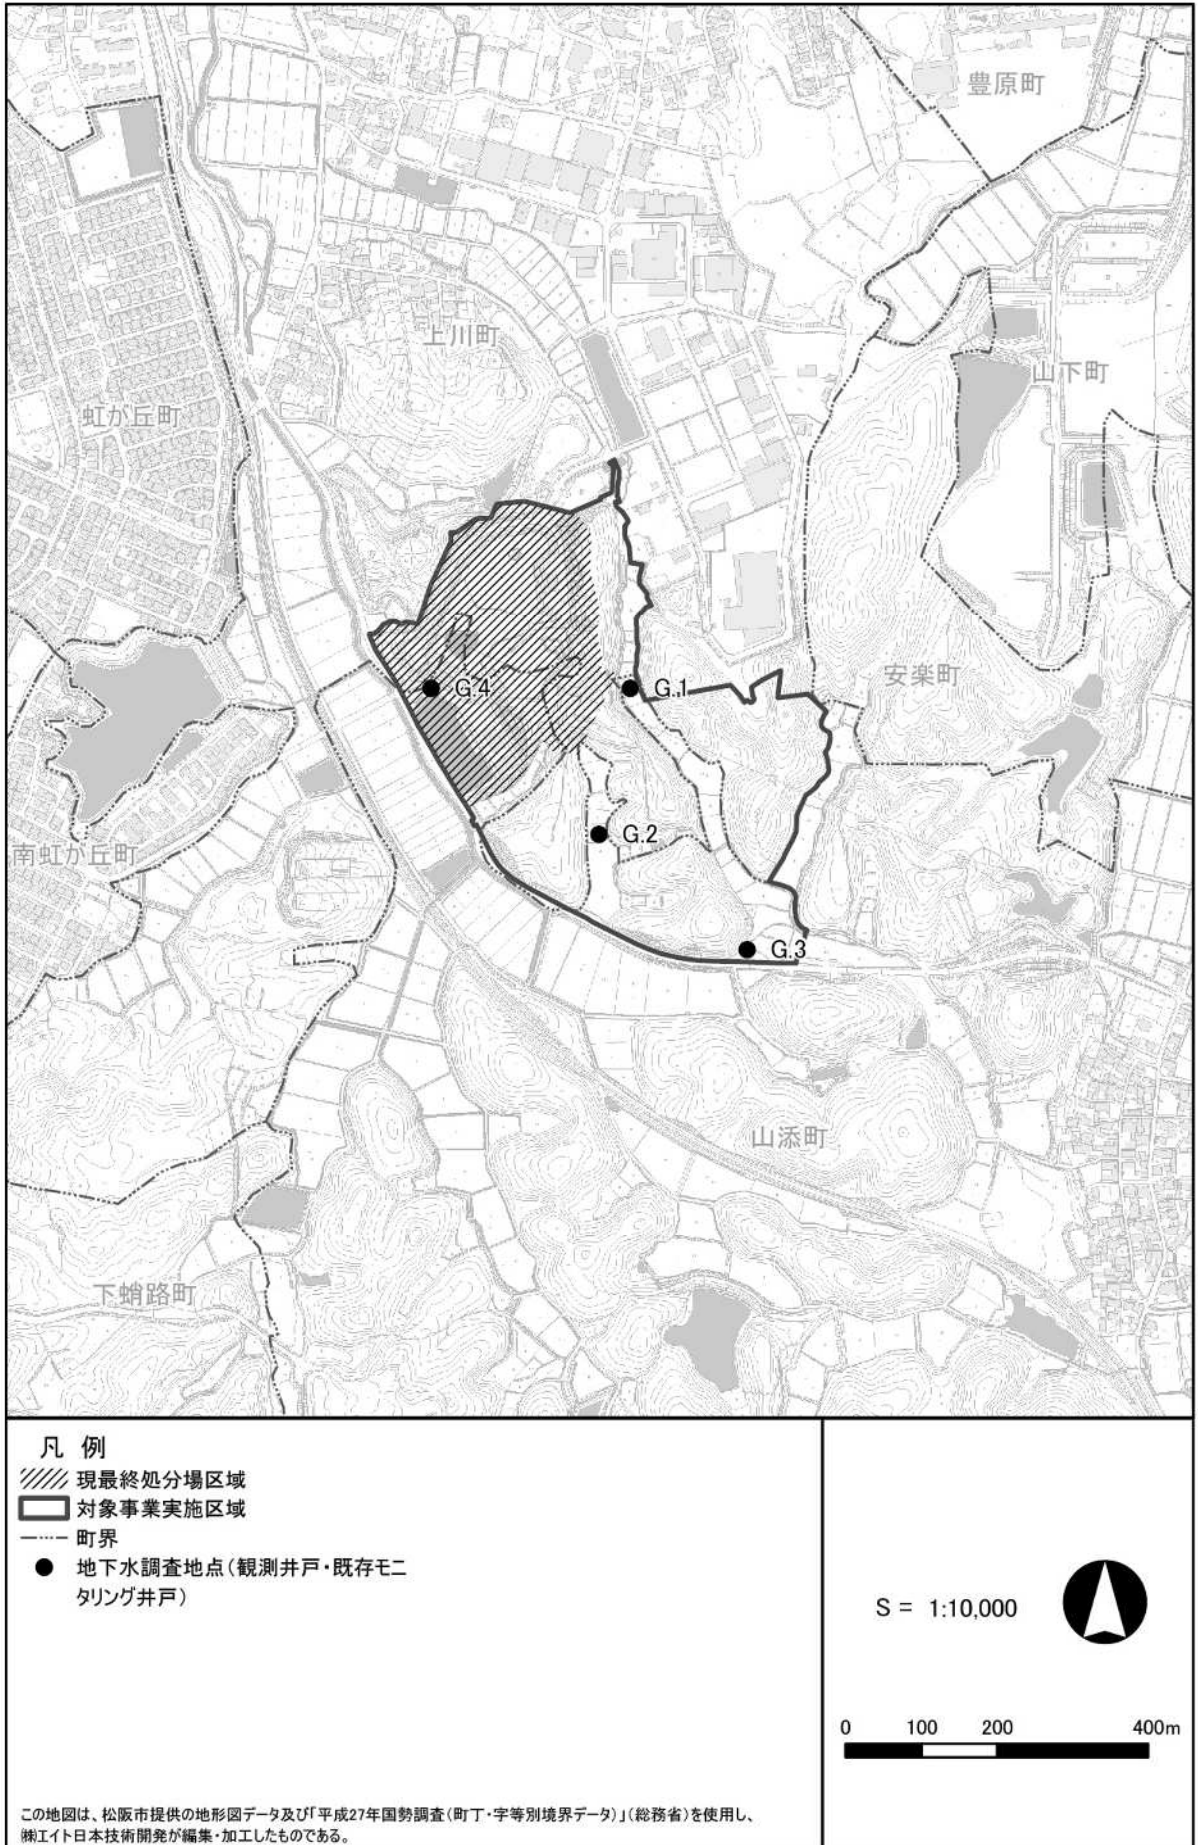 豊原町
上川町
山下町
虹が丘町
安楽町
G.4
G.1
G.2
南虹が丘町
G.3
山添町
下蛸路町
凡 例
現最終処分場区域
対象事業実施区域
町界
地下水調査地点(観測井戸・既存モニ
タリング井戸)
S = 1:10,000
0 100 200 400m
この地図は、松阪市提供の地形図データ及び「平成27年国勢調査(町丁・字等別境界データ)」(総務省)を使用し、
㈱エイト日本技術開発が編集・加工したものである。